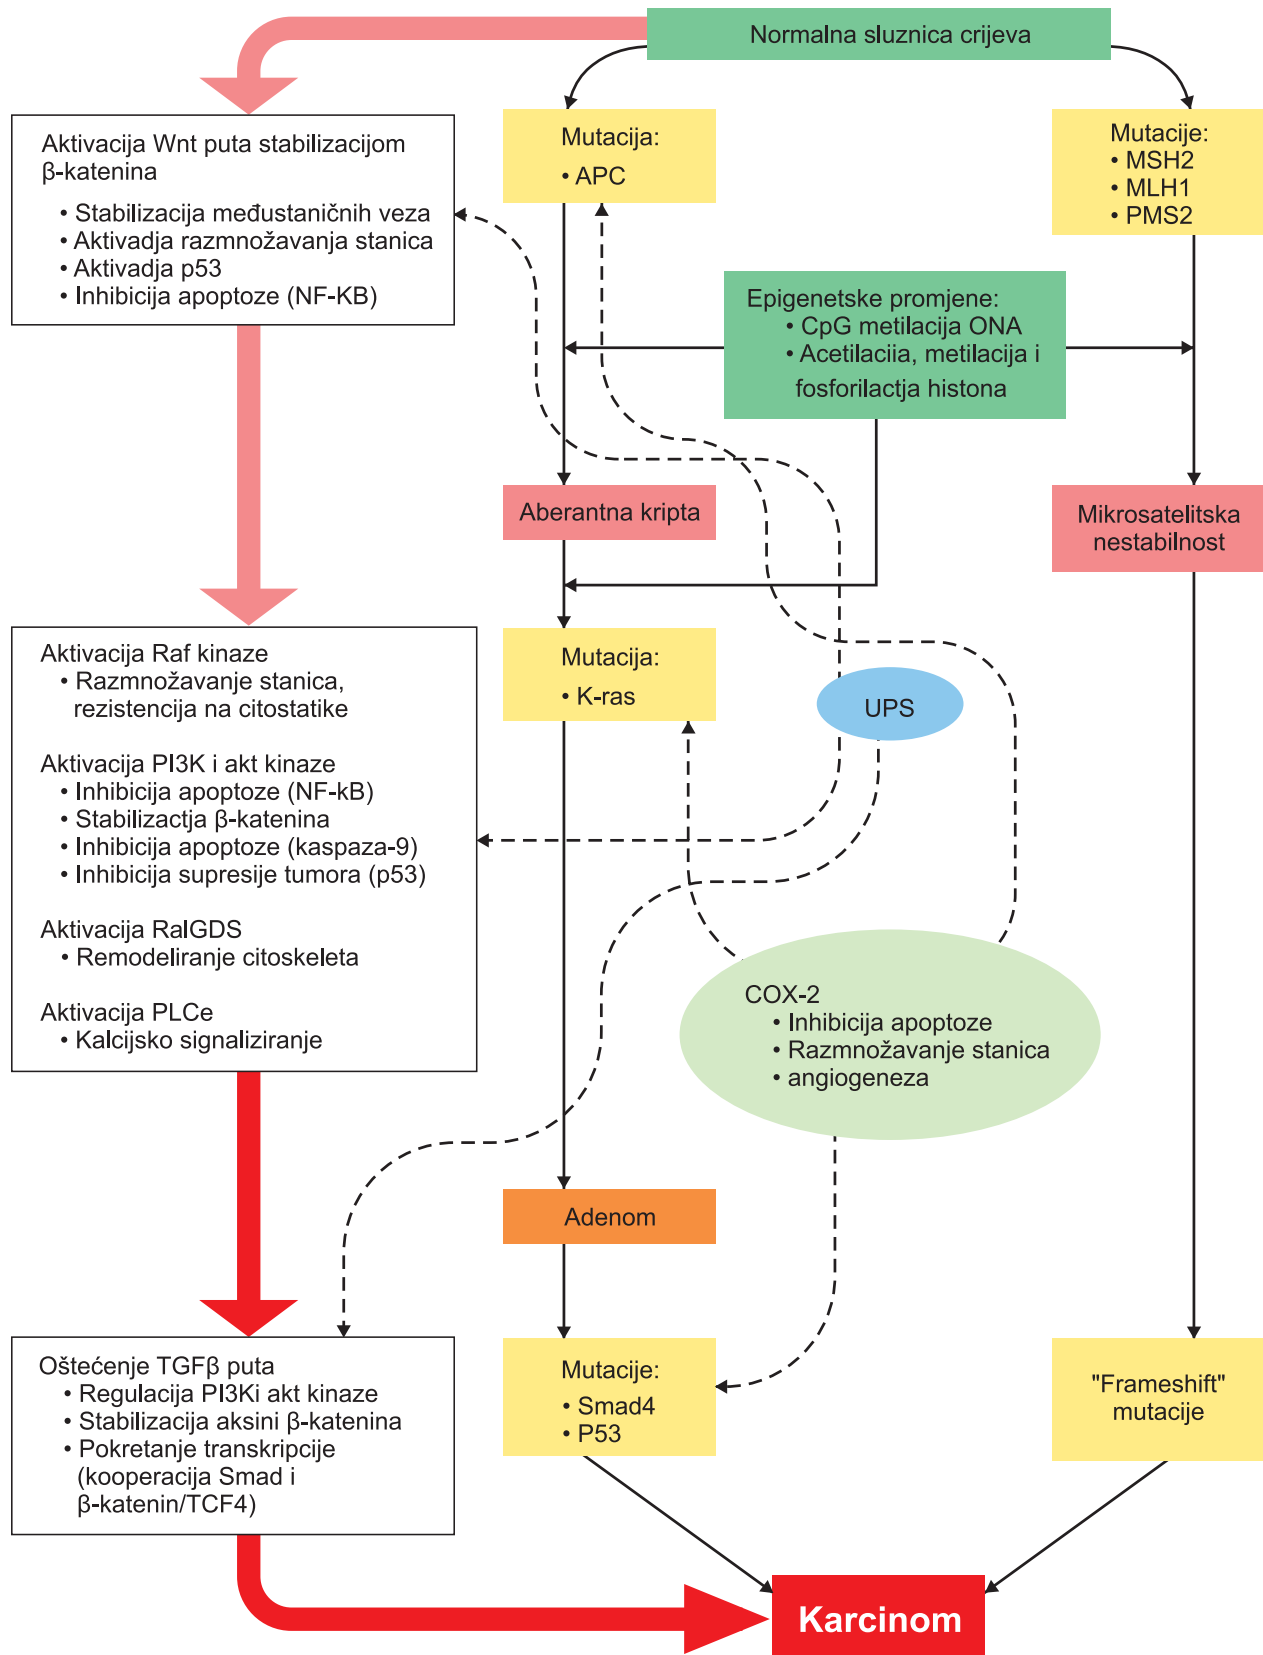 Normalna sluznica crijeva
Aktivacija Wnt puta stabilizacijom
β-katenina
• Stabilizacija međustaničnih veza
• Aktivadja razmnožavanja stanica
• Aktivadja p53
• Inhibicija apoptoze (NF-KB)
Mutacija:
• APC
Mutacije:
• MSH2
• MLH1
• PMS2
Epigenetske promjene:
• CpG metilacija ONA
• Acetilaciia, metilacija i
fosforilactja histona
Aberantna kripta
Mikrosatelitska
nestabilnost
Aktivacija Raf kinaze
• Razmnožavanje stanica,
rezistencija na citostatike
Aktivacija PI3K i akt kinaze
• Inhibicija apoptoze (NF-kB)
• Stabilizactja β-katenina
• Inhibicija apoptoze (kaspaza-9)
• Inhibicija supresije tumora (p53)
Aktivacija RalGDS
• Remodeliranje citoskeleta
Aktivacija PLCe
• Kalcijsko signaliziranje
Mutacija:
• K-ras
UPS
COX-2
• Inhibicija apoptoze
• Razmnožavanje stanica
• angiogeneza
Adenom
Oštećenje TGFβ puta
• Regulacija PI3Ki akt kinaze
• Stabilizacija aksini β-katenina
• Pokretanje transkripcije
(kooperacija Smad i
β-katenin/TCF4)
Mutacije:
• Smad4
• P53
"Frameshift"
mutacije
Karcinom